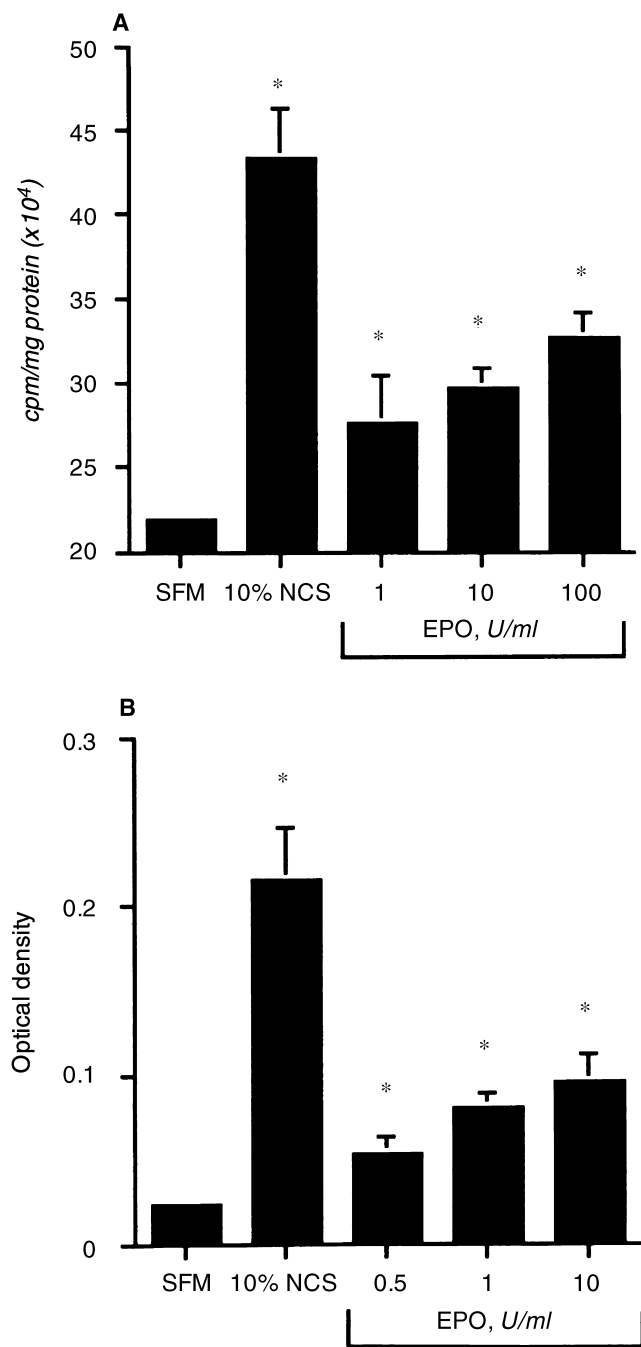 A
50
45
40
35
30
25
20
cpm/mg protein (x10⁴)
* * * *
SFM 10% NCS 1 10 100
EPO, U/ml
B
0.3
0.2
0.1
0
Optical density
* * * *
SFM 10% NCS 0.5 1 10
EPO, U/ml